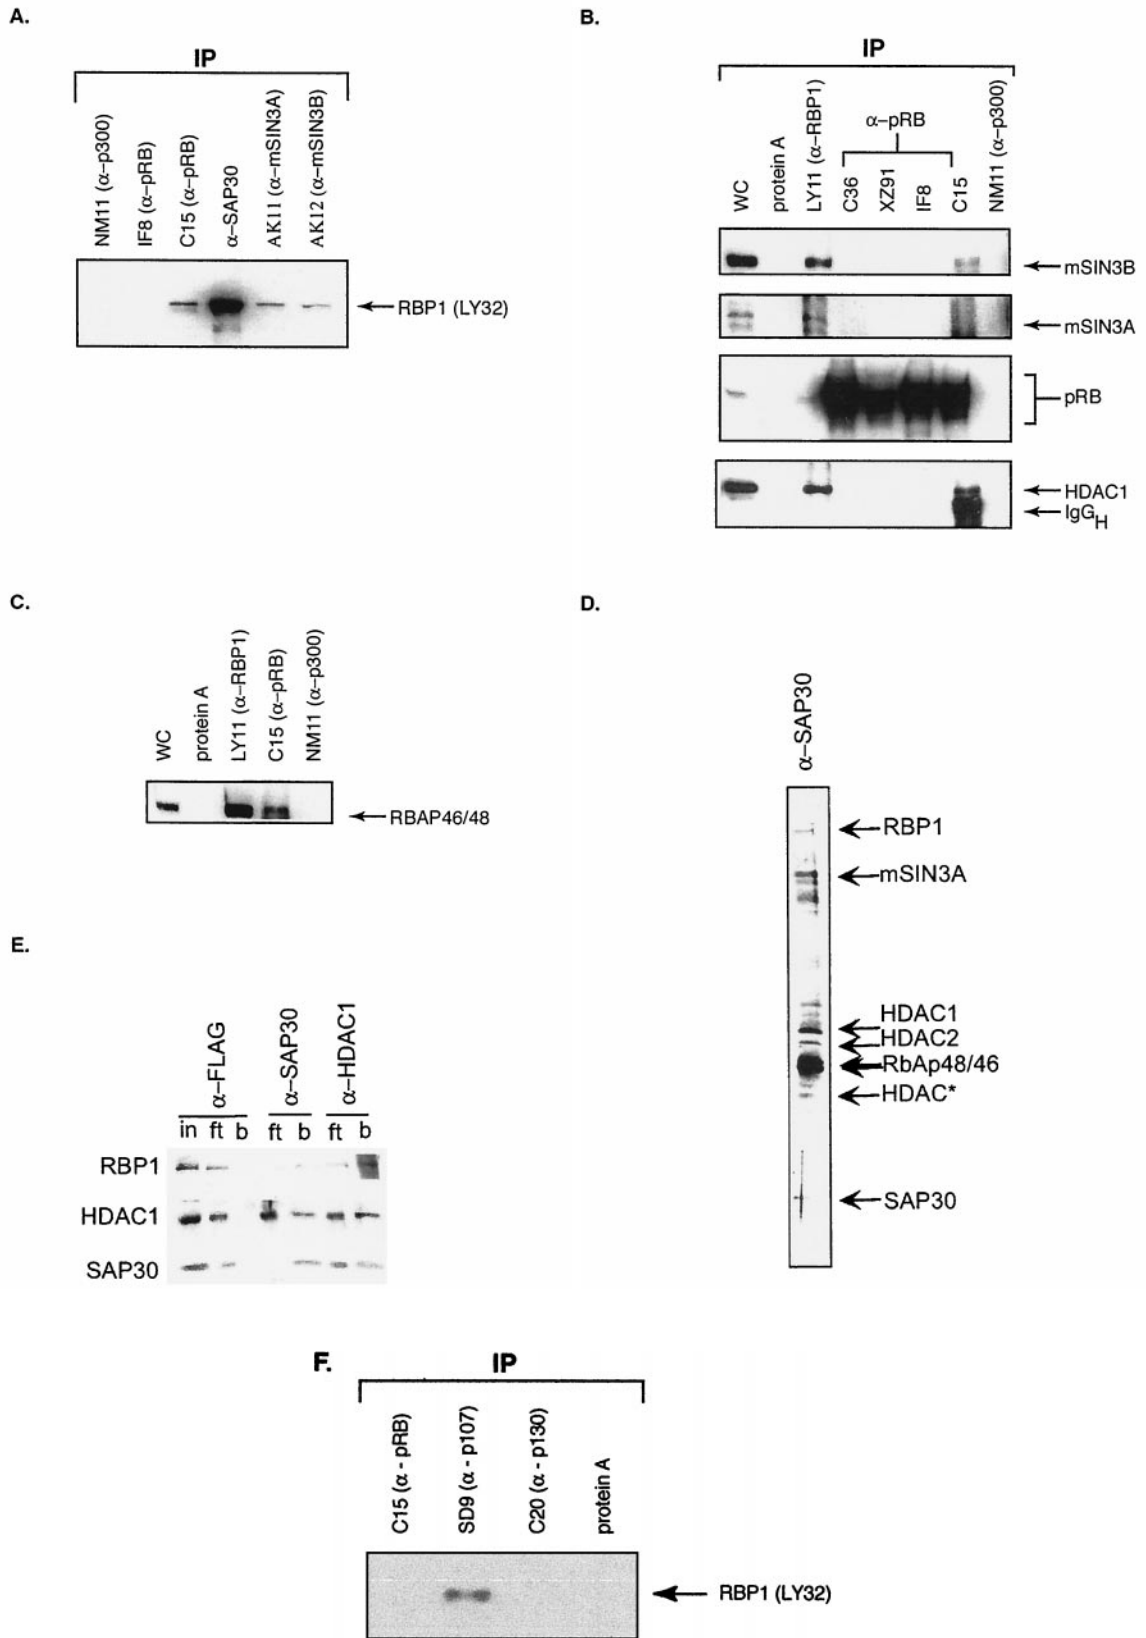 A.
IP
NM11 (α–p300)
IF8 (α–pRB)
C15 (α–pRB)
α–SAP30
AK11 (α–mSIN3A)
AK12 (α–mSIN3B)
RBP1 (LY32)
B.
IP
α–pRB
WC
protein A
LY11 (α–RBP1)
C36
XZ91
IF8
C15
NM11 (α–p300)
mSIN3B
mSIN3A
pRB
HDAC1
IgGH
C.
WC
protein A
LY11 (α–RBP1)
C15 (α–pRB)
NM11 (α–p300)
RBAP46/48
D.
α–SAP30
RBP1
mSIN3A
HDAC1
HDAC2
RbAp48/46
HDAC*
SAP30
E.
α–FLAG
α–SAP30
α–HDAC1
in ft b ft b ft b
RBP1
HDAC1
SAP30
F.
IP
C15 (α - pRB)
SD9 (α - p107)
C20 (α - p130)
protein A
RBP1 (LY32)